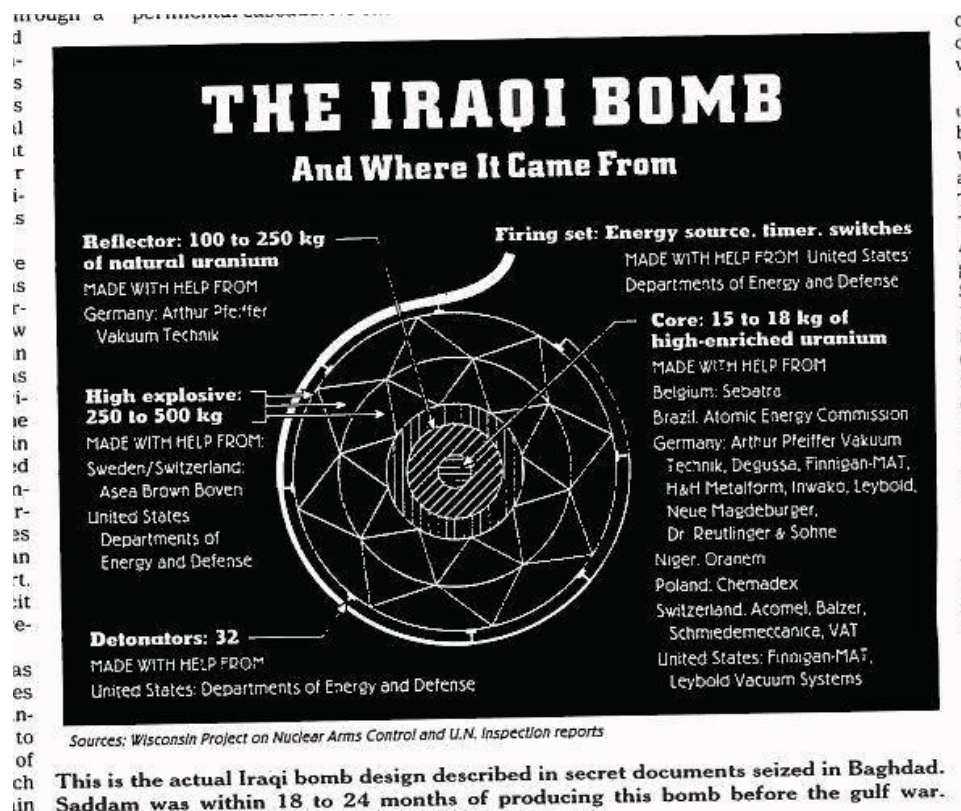 through a
THE IRAQI BOMB
And Where It Came From
Reflector: 100 to 250 kg
of natural uranium
MADE WITH HELP FROM
Germany: Arthur Pfeiffer
Vakuum Technik
High explosive:
250 to 500 kg
MADE WITH HELP FROM:
Sweden/Switzerland:
Asea Brown Boveri
United States
Departments of
Energy and Defense
Detonators: 32
MADE WITH HELP FROM
United States: Departments of Energy and Defense
Firing set: Energy source, timer, switches
MADE WITH HELP FROM United States'
Departments of Energy and Defense
Core: 15 to 18 kg of
high-enriched uranium
MADE WITH HELP FROM
Belgium: Sebatra
Brazil: Atomic Energy Commission
Germany: Arthur Pfeiffer Vakuum
Technik, Degussa, Finnigan-MAT,
H&H Metalform, Inwako, Leybold,
Neue Magdeburger,
Dr. Reutlinger & Sohne
Niger: Onarem
Poland: Chemadex
Switzerland: Acomel, Balzer,
Schmiedemeccanica, VAT
United States: Finnigan-MAT,
Leybold Vacuum Systems
Sources: Wisconsin Project on Nuclear Arms Control and U.N. inspection reports
This is the actual Iraqi bomb design described in secret documents seized in Baghdad.
Saddam was within 18 to 24 months of producing this bomb before the gulf war.